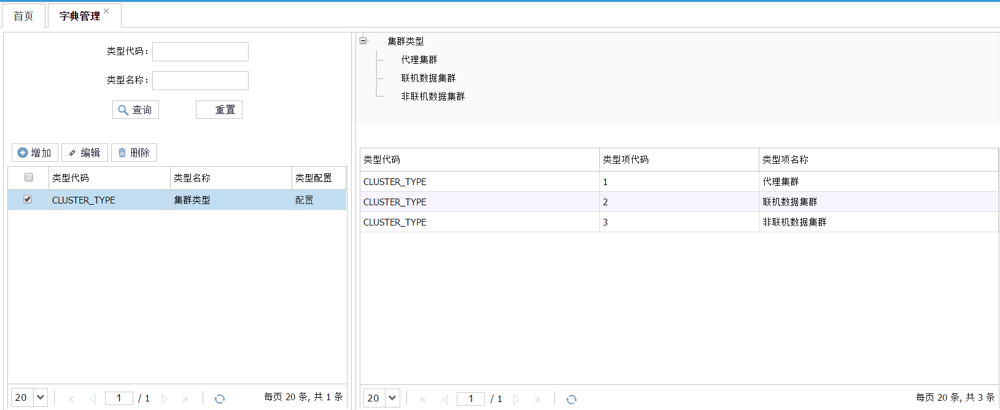 首页 字典管理
类型代码：
类型名称：
查询 重置
增加 编辑 删除
类型代码 类型名称 类型配置
CLUSTER_TYPE 集群类型 配置
20 1 / 1 每页 20 条, 共 1 条
集群类型
代理集群
联机数据集群
非联机数据集群
类型代码 类型项代码 类型项名称
CLUSTER_TYPE 1 代理集群
CLUSTER_TYPE 2 联机数据集群
CLUSTER_TYPE 3 非联机数据集群
20 1 / 1 每页 20 条, 共 3 条